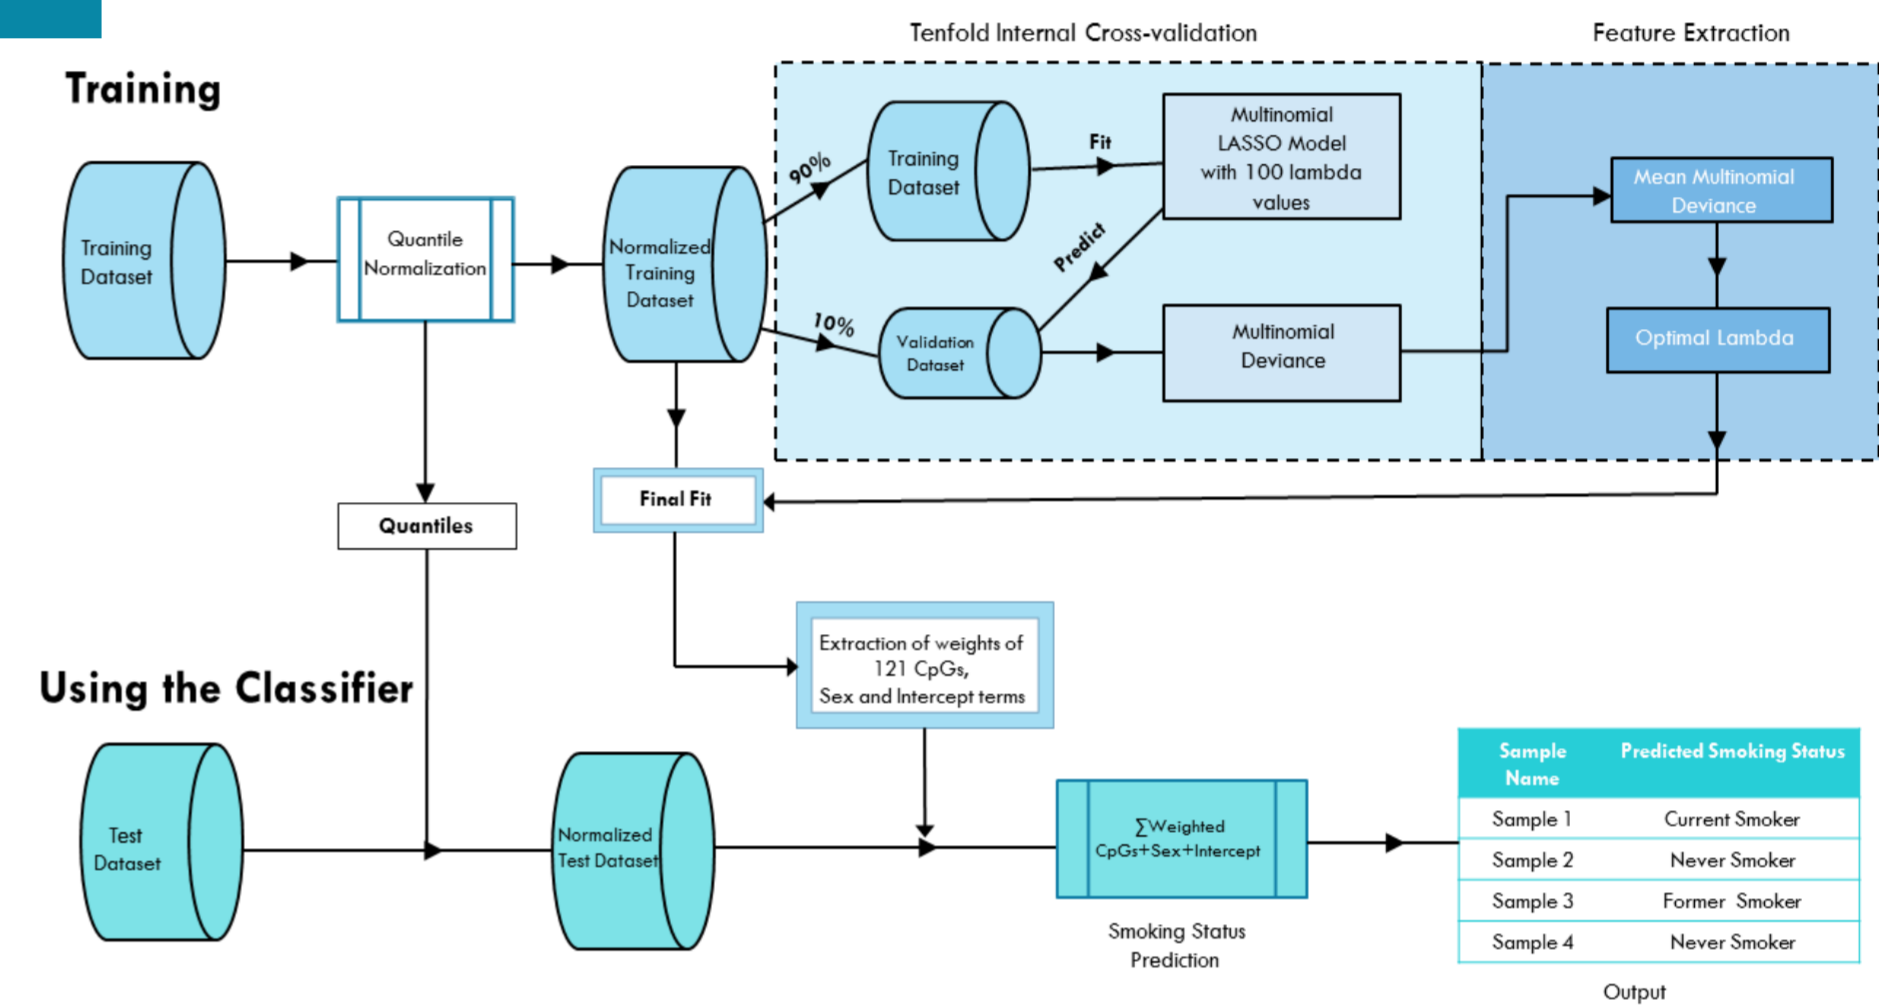 Tenfold Internal Cross-validation
Feature Extraction
Training
Training
Dataset
Quantile
Normalization
Normalized
Training
Dataset
90%
10%
Training
Dataset
Fit
Multinomial
LASSO Model
with 100 lambda
values
Predict
Validation
Dataset
Multinomial
Deviance
Mean Multinomial
Deviance
Optimal Lambda
Final Fit
Quantiles
Extraction of weights of
121 CpGs,
Sex and Intercept terms
Using the Classifier
Test
Dataset
Normalized
Test Dataset
∑Weighted
CpGs+Sex+Intercept
Smoking Status
Prediction
Sample
Name
Predicted Smoking Status
Sample 1 Current Smoker
Sample 2 Never Smoker
Sample 3 Former Smoker
Sample 4 Never Smoker
Output